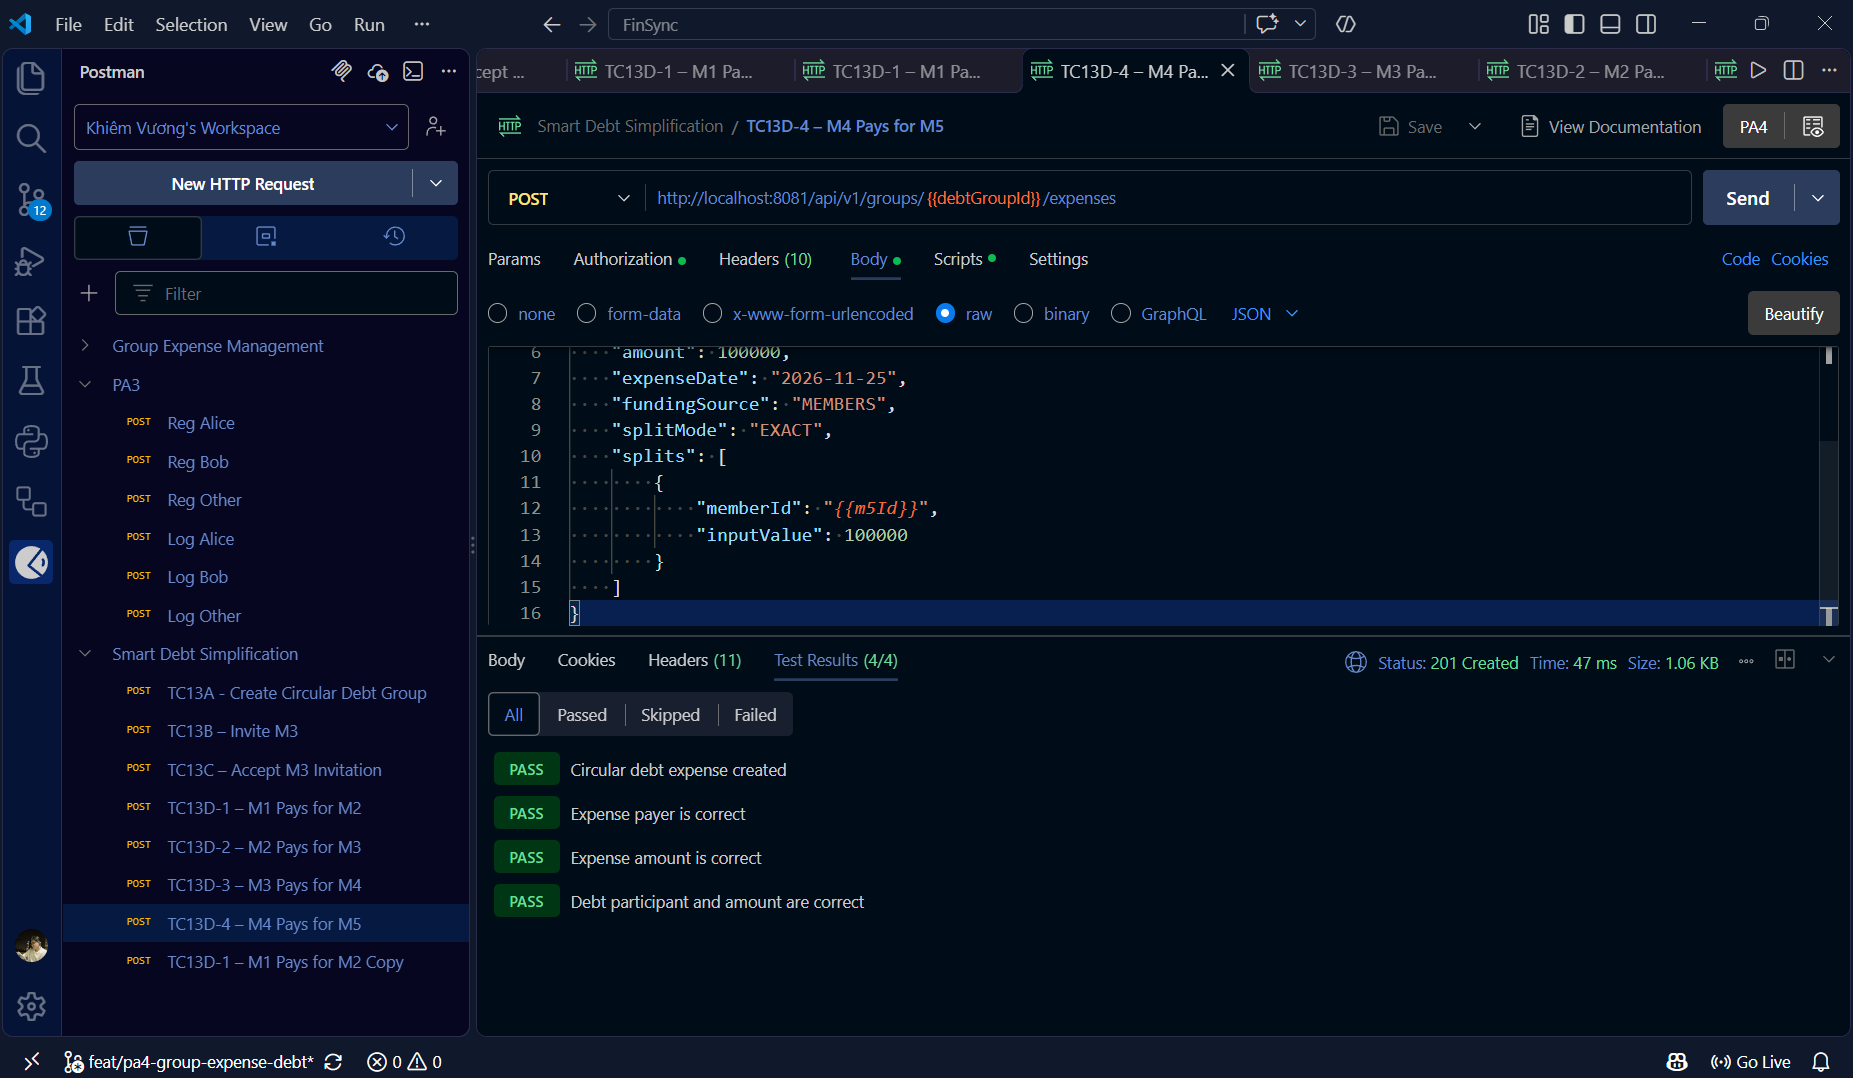 File Edit Selection View Go Run ···
FinSync
Postman
Khiêm Vương's Workspace
New HTTP Request
Filter
Group Expense Management
PA3
POST Reg Alice
POST Reg Bob
POST Reg Other
POST Log Alice
POST Log Bob
POST Log Other
Smart Debt Simplification
POST TC13A - Create Circular Debt Group
POST TC13B – Invite M3
POST TC13C – Accept M3 Invitation
POST TC13D-1 – M1 Pays for M2
POST TC13D-2 – M2 Pays for M3
POST TC13D-3 – M3 Pays for M4
POST TC13D-4 – M4 Pays for M5
POST TC13D-1 – M1 Pays for M2 Copy
12
cept ... HTTP TC13D-1 – M1 Pa... HTTP TC13D-1 – M1 Pa... HTTP TC13D-4 – M4 Pa... HTTP TC13D-3 – M3 Pa... HTTP TC13D-2 – M2 Pa... HTTP
HTTP Smart Debt Simplification / TC13D-4 – M4 Pays for M5 Save View Documentation PA4
POST http://localhost:8081/api/v1/groups/{{debtGroupId}}/expenses Send
Params Authorization Headers (10) Body Scripts Settings Code Cookies
none form-data x-www-form-urlencoded raw binary GraphQL JSON Beautify
6 "amount": 100000,
7 "expenseDate": "2026-11-25",
8 "fundingSource": "MEMBERS",
9 "splitMode": "EXACT",
10 "splits": [
11 {
12 "memberId": "{{m5Id}}",
13 "inputValue": 100000
14 }
15 ]
16 }
Body Cookies Headers (11) Test Results (4/4) Status: 201 Created Time: 47 ms Size: 1.06 KB
All Passed Skipped Failed
PASS Circular debt expense created
PASS Expense payer is correct
PASS Expense amount is correct
PASS Debt participant and amount are correct
feat/pa4-group-expense-debt* 0 0 Go Live